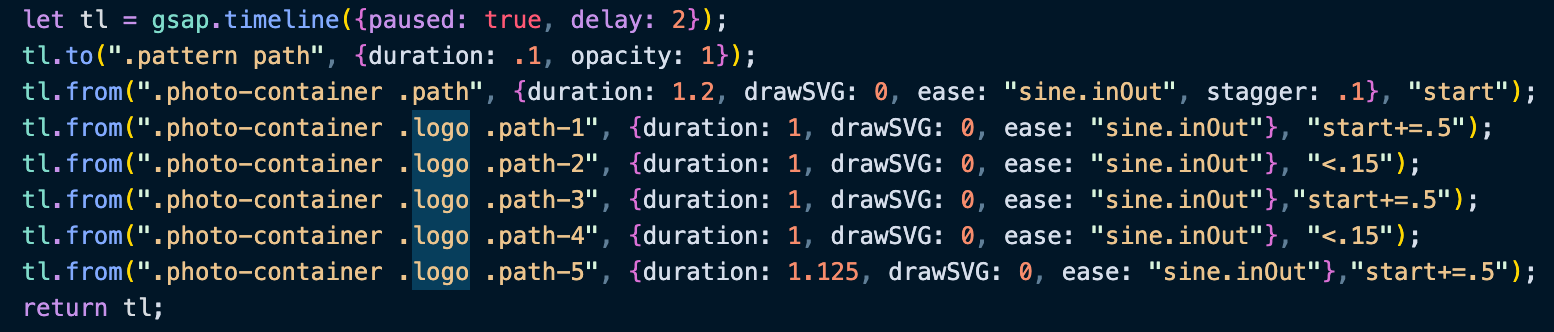 let tl = gsap.timeline({paused: true, delay: 2});
tl.to(".pattern path", {duration: .1, opacity: 1});
tl.from(".photo-container .path", {duration: 1.2, drawSVG: 0, ease: "sine.inOut", stagger: .1}, "start");
tl.from(".photo-container .logo .path-1", {duration: 1, drawSVG: 0, ease: "sine.inOut"}, "start+=.5");
tl.from(".photo-container .logo .path-2", {duration: 1, drawSVG: 0, ease: "sine.inOut"}, "<.15");
tl.from(".photo-container .logo .path-3", {duration: 1, drawSVG: 0, ease: "sine.inOut"},"start+=.5");
tl.from(".photo-container .logo .path-4", {duration: 1, drawSVG: 0, ease: "sine.inOut"}, "<.15");
tl.from(".photo-container .logo .path-5", {duration: 1.125, drawSVG: 0, ease: "sine.inOut"},"start+=.5");
return tl;